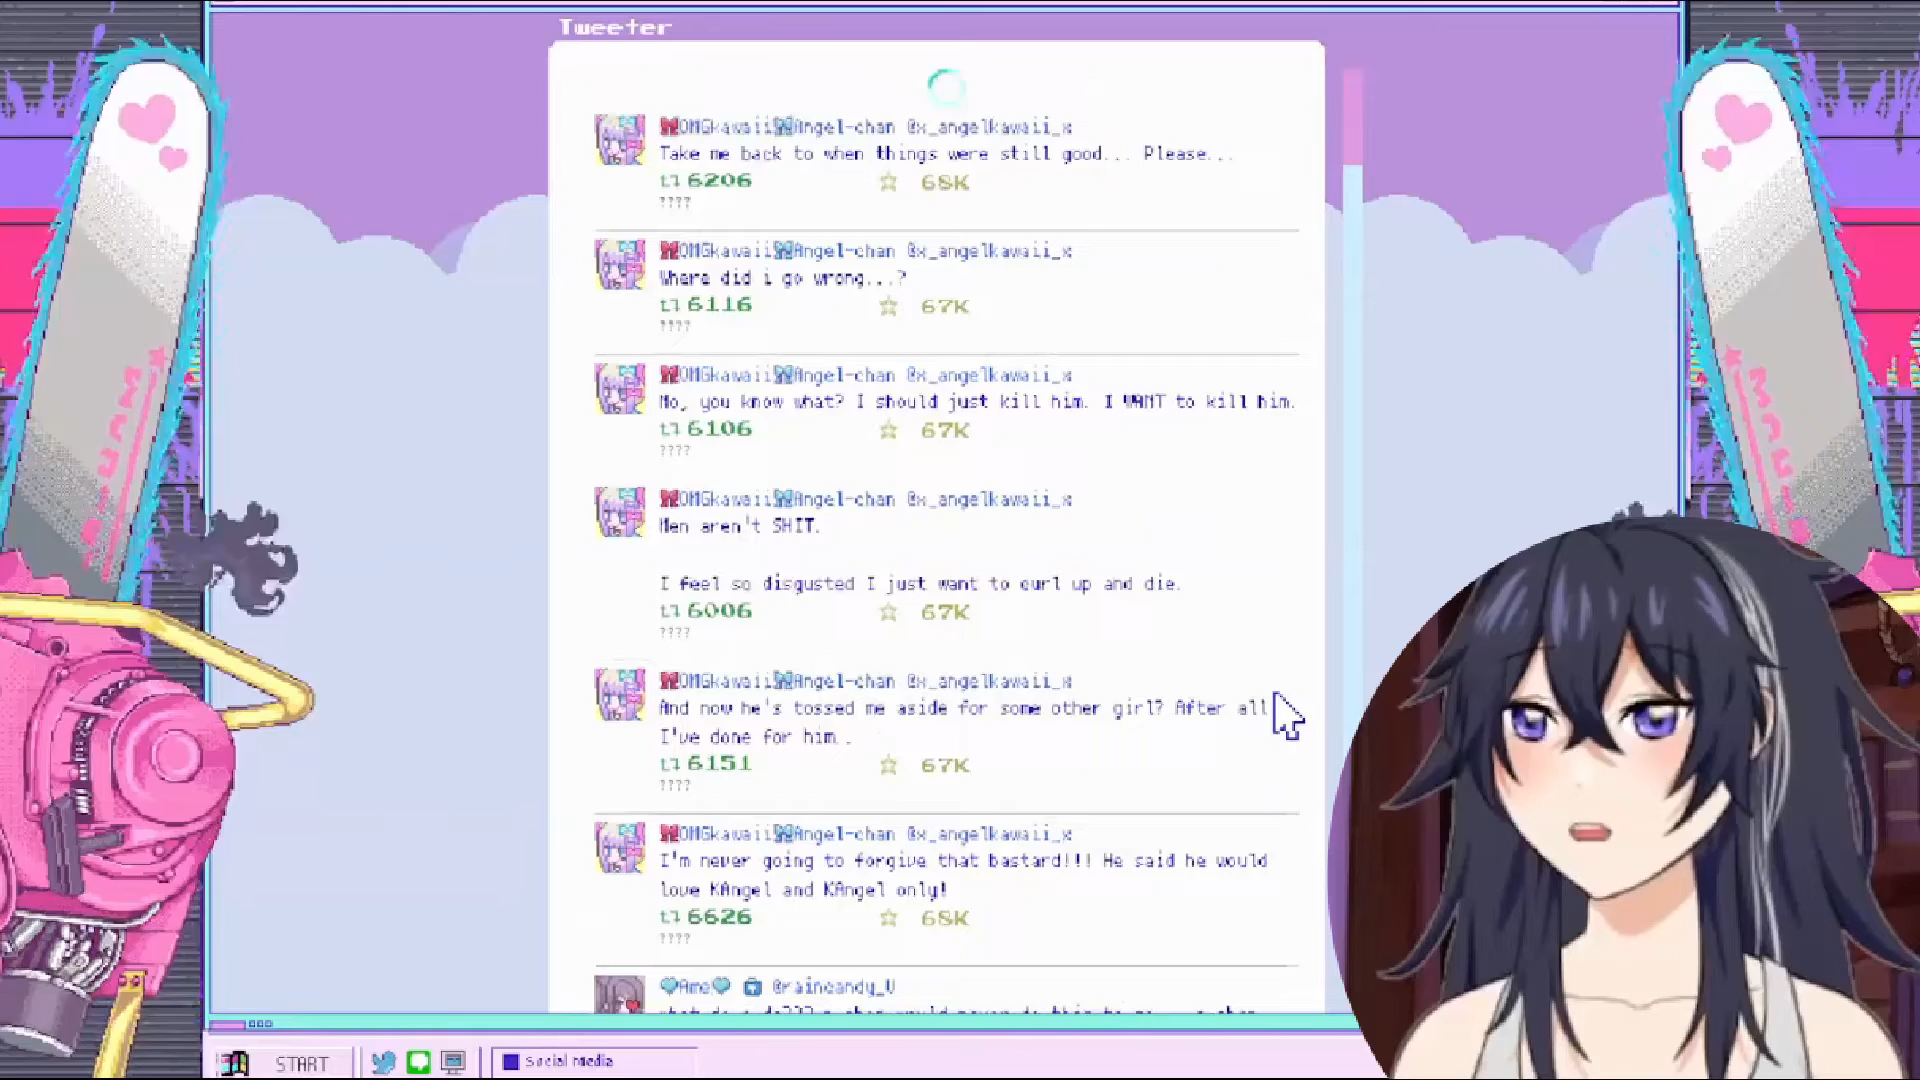 Tweeter
OMGkawaiiAngel-chan @x_angelkawaii_x
Take me back to when things were still good... Please...
6206 68K
????
OMGkawaiiAngel-chan @x_angelkawaii_x
Where did i go wrong...?
6116 67K
????
OMGkawaiiAngel-chan @x_angelkawaii_x
No, you know what? I should just kill him. I WANT to kill him.
6106 67K
????
OMGkawaiiAngel-chan @x_angelkawaii_x
Men aren't SHIT.
I feel so disgusted I just want to curl up and die.
6006 67K
????
OMGkawaiiAngel-chan @x_angelkawaii_x
And now he's tossed me aside for some other girl? After all
I've done for him..
6151 67K
????
OMGkawaiiAngel-chan @x_angelkawaii_x
I'm never going to forgive that bastard!!! He said he would
love KAngel and KAngel only!
6626 68K
????
Ame @raincandy_U
START
Social Media